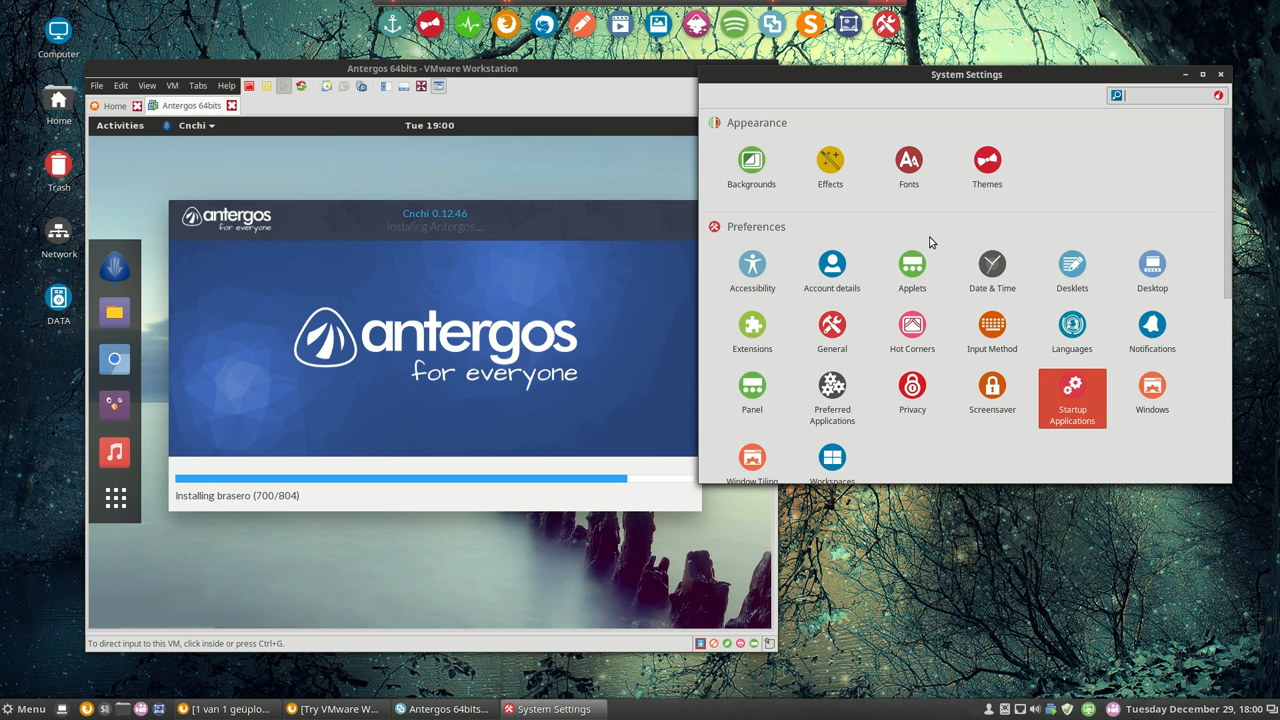 Computer
Home
Trash
Network
DATA
Antergos 64bits - VMware Workstation
File Edit View VM Tabs Help
Home Antergos 64bits
Activities Cnchi Tue 19:00
antergos
for everyone
Cnchi 0.12.46
Installing Antergos...
antergos
for everyone
Installing brasero (700/804)
To direct input to this VM, click inside or press Ctrl+G.
System Settings
Appearance
Backgrounds Effects Fonts Themes
Preferences
Accessibility Account details Applets Date & Time Desklets Desktop
Extensions General Hot Corners Input Method Languages Notifications
Panel Preferred Applications Privacy Screensaver Startup Applications Windows
Window Tiling Workspaces
Menu [1 van 1 geüplo... [Try VMware W... Antergos 64bits... System Settings Tuesday December 29, 18:00